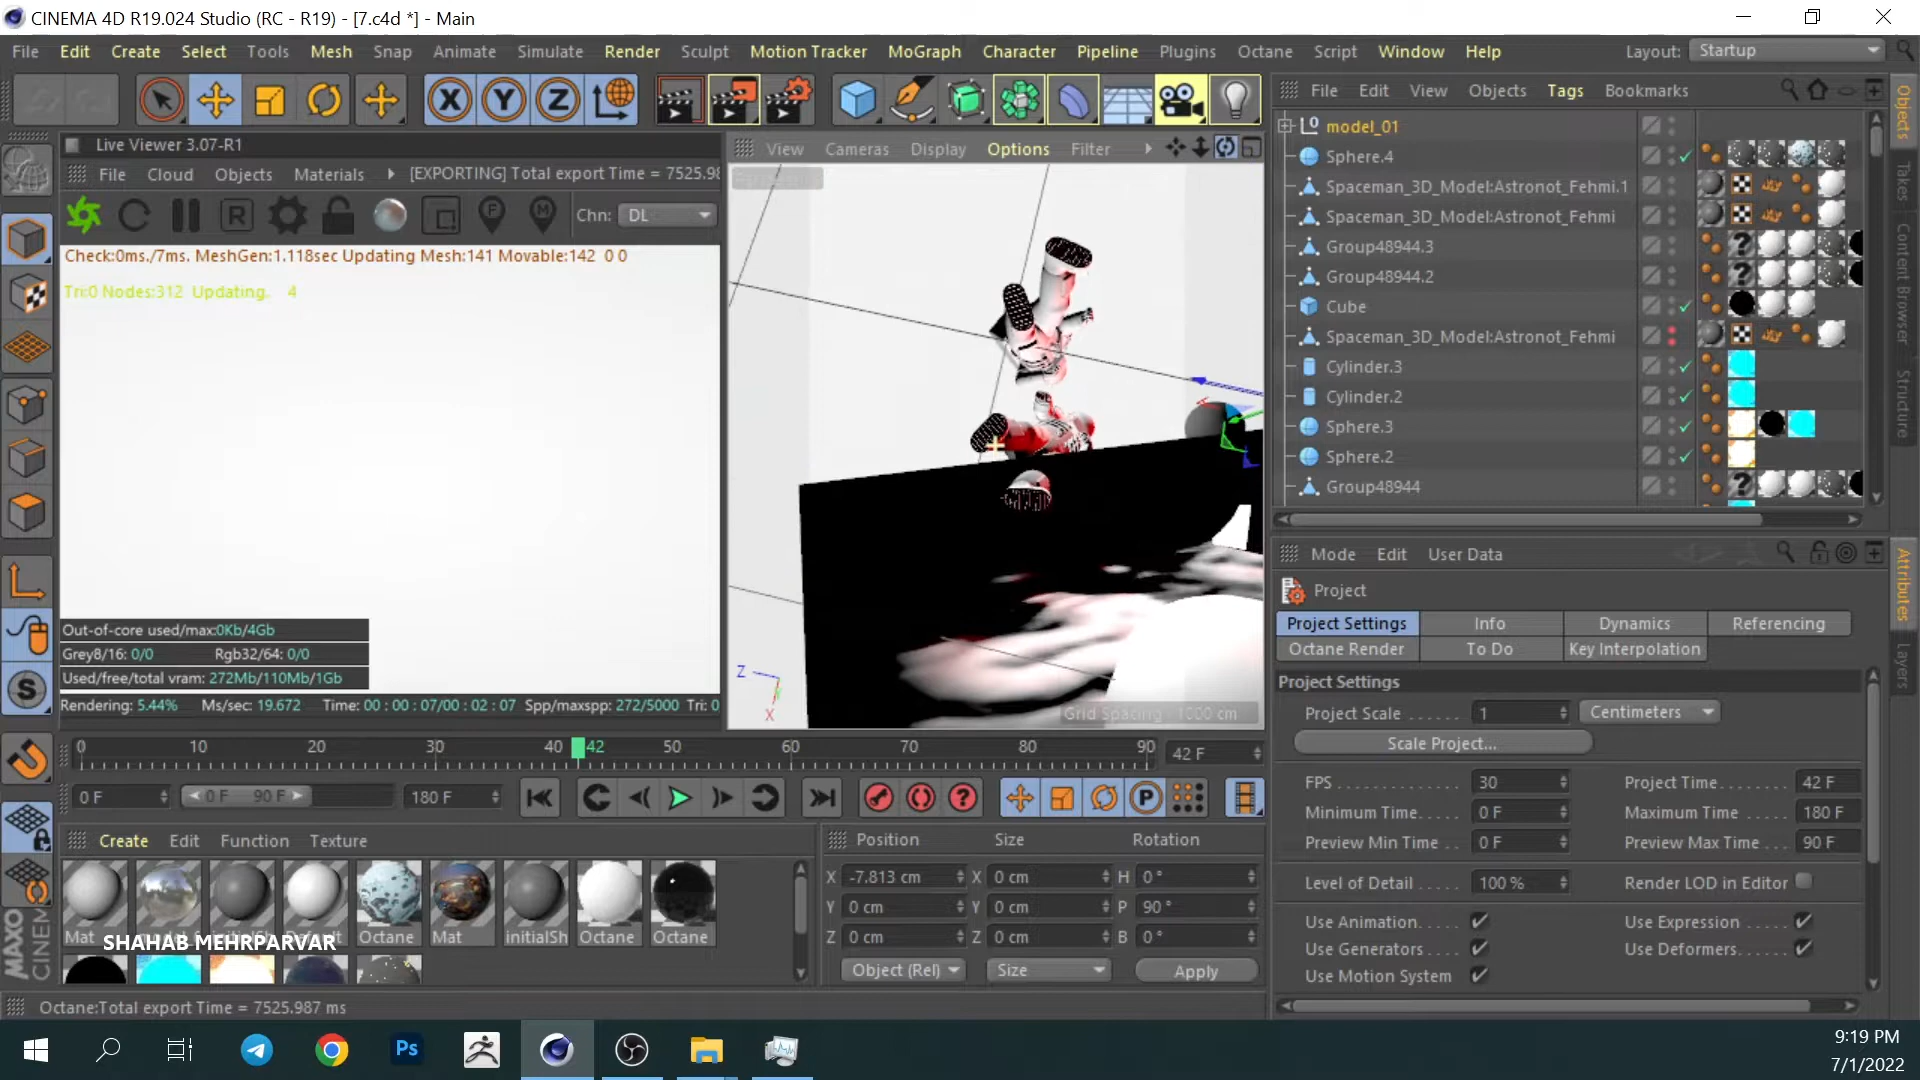 CINEMA 4D R19.024 Studio (RC - R19) - [7.c4d *] - Main
File Edit Create Select Tools Mesh Snap Animate Simulate Render Sculpt Motion Tracker MoGraph Character Pipeline Plugins Octane Script Window Help Layout: Startup
Live Viewer 3.07-R1
File Cloud Objects Materials [EXPORTING] Total export Time = 7525.98
Chn: DL
Check:0ms./7ms. MeshGen:1.118sec Updating Mesh:141 Movable:142 0 0
Tri:0 Nodes:312 Updating. 4
Out-of-core used/max:0Kb/4Gb
Grey8/16: 0/0 Rgb32/64: 0/0
Used/free/total vram: 272Mb/110Mb/1Gb
Rendering: 5.44% Ms/sec: 19.672 Time: 00 : 00 : 07/00 : 02 : 07 Spp/maxspp: 272/5000 Tri: 0
View Cameras Display Options Filter
Z
X
Grid Spacing : 1000 cm
File Edit View Objects Tags Bookmarks
model_01
Sphere.4
Spaceman_3D_Model:Astronot_Fehmi.1
Spaceman_3D_Model:Astronot_Fehmi
Group48944.3
Group48944.2
Cube
Spaceman_3D_Model:Astronot_Fehmi
Cylinder.3
Cylinder.2
Sphere.3
Sphere.2
Group48944
Objects
Takes
Content Browser
Structure
Mode Edit User Data
Project
Project Settings Info Dynamics Referencing
Octane Render To Do Key Interpolation
Project Settings
Project Scale 1 Centimeters
Scale Project...
FPS 30 Project Time 42 F
Minimum Time 0 F Maximum Time 180 F
Preview Min Time 0 F Preview Max Time 90 F
Level of Detail 100 % Render LOD in Editor
Use Animation Use Expression
Use Generators Use Deformers
Use Motion System
Attributes
Layers
0 10 20 30 40 42 50 60 70 80 90 42 F
0 F 0 F 90 F 180 F
Create Edit Function Texture
Mat Octane Mat initialSh Octane Octane
SHAHAB MEHRPARVAR
MAXO
CINEM
Position Size Rotation
X -7.813 cm X 0 cm H 0 °
Y 0 cm Y 0 cm P 90 °
Z 0 cm Z 0 cm B 0 °
Object (Rel) Size Apply
Octane:Total export Time = 7525.987 ms
Ps
9:19 PM
7/1/2022